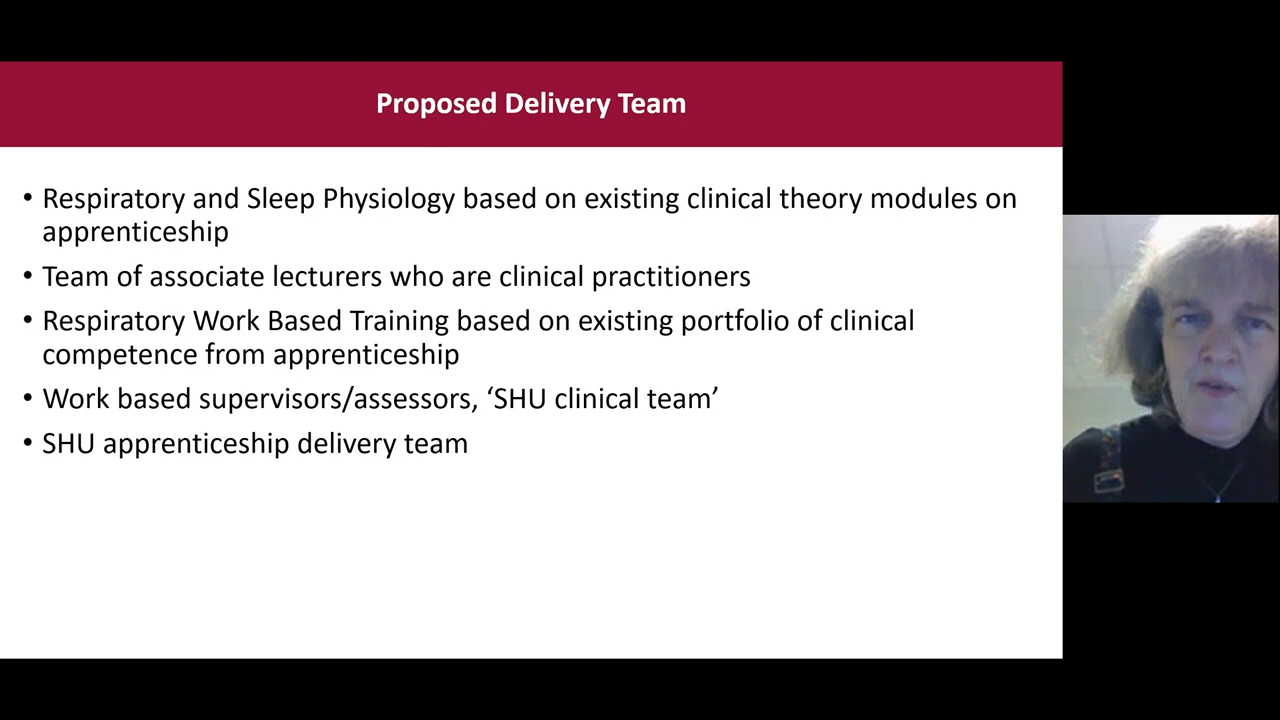 Proposed Delivery Team
• Respiratory and Sleep Physiology based on existing clinical theory modules on
apprenticeship
• Team of associate lecturers who are clinical practitioners
• Respiratory Work Based Training based on existing portfolio of clinical
competence from apprenticeship
• Work based supervisors/assessors, ‘SHU clinical team’
• SHU apprenticeship delivery team